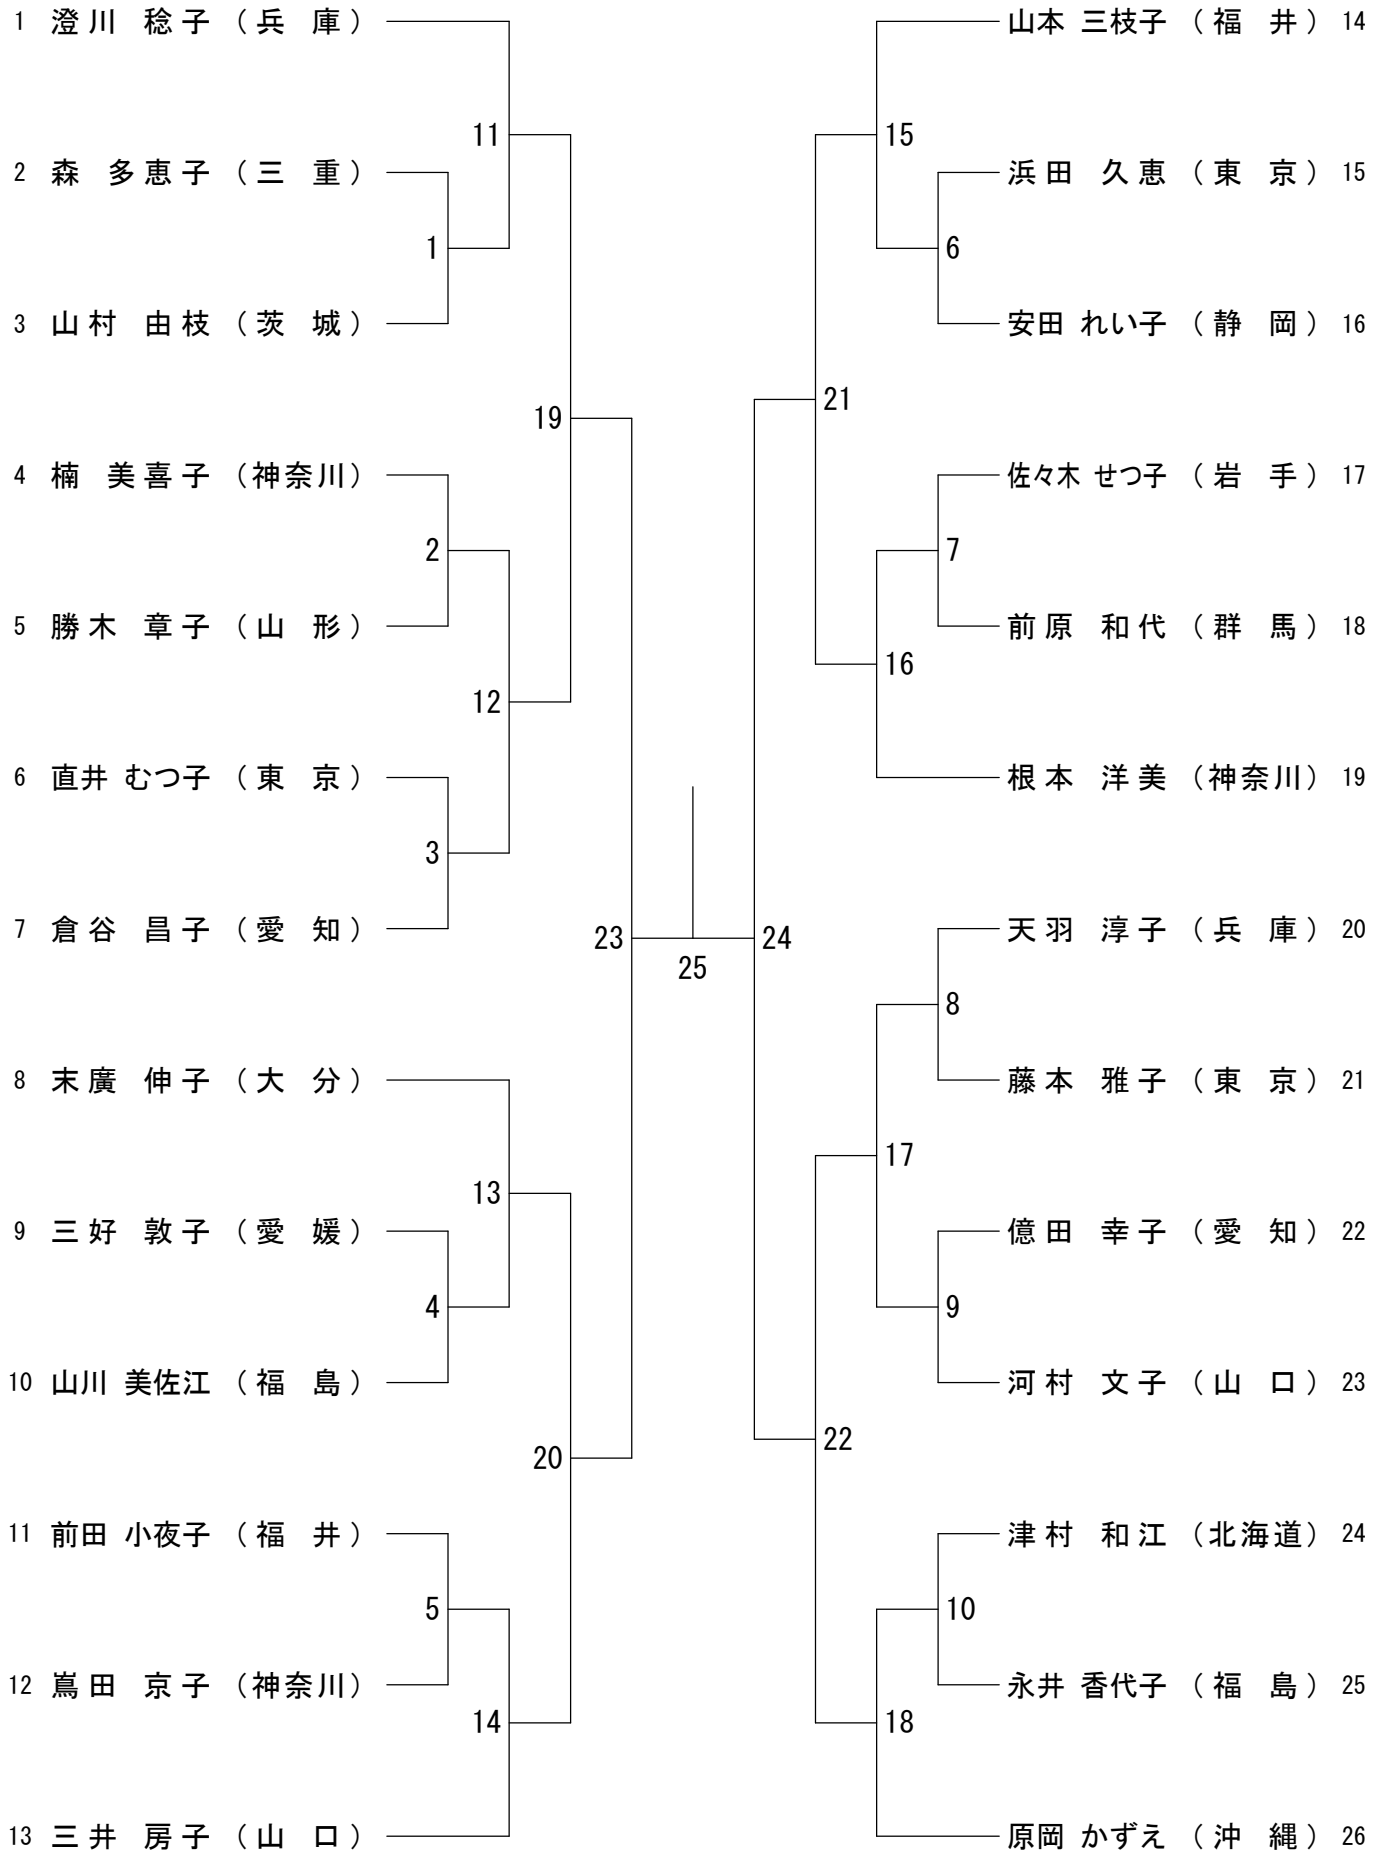 1 澄川 稔子 (兵 庫)
2 森 多恵子 (三 重)
3 山村 由枝 (茨 城)
4 楠 美喜子 (神奈川)
5 勝木 章子 (山 形)
6 直井 むつ子 (東 京)
7 倉谷 昌子 (愛 知)
8 末廣 伸子 (大 分)
9 三好 敦子 (愛 媛)
10 山川 美佐江 (福 島)
11 前田 小夜子 (福 井)
12 嶌田 京子 (神奈川)
13 三井 房子 (山 口)
11
1
19
2
12
3
23
13
4
20
5
14
25
15
6
21
7
16
24
8
17
9
22
10
18
山本 三枝子 (福 井) 14
浜田 久恵 (東 京) 15
安田 れい子 (静 岡) 16
佐々木 せつ子 (岩 手) 17
前原 和代 (群 馬) 18
根本 洋美 (神奈川) 19
天羽 淳子 (兵 庫) 20
藤本 雅子 (東 京) 21
億田 幸子 (愛 知) 22
河村 文子 (山 口) 23
津村 和江 (北海道) 24
永井 香代子 (福 島) 25
原岡 かずえ (沖 縄) 26